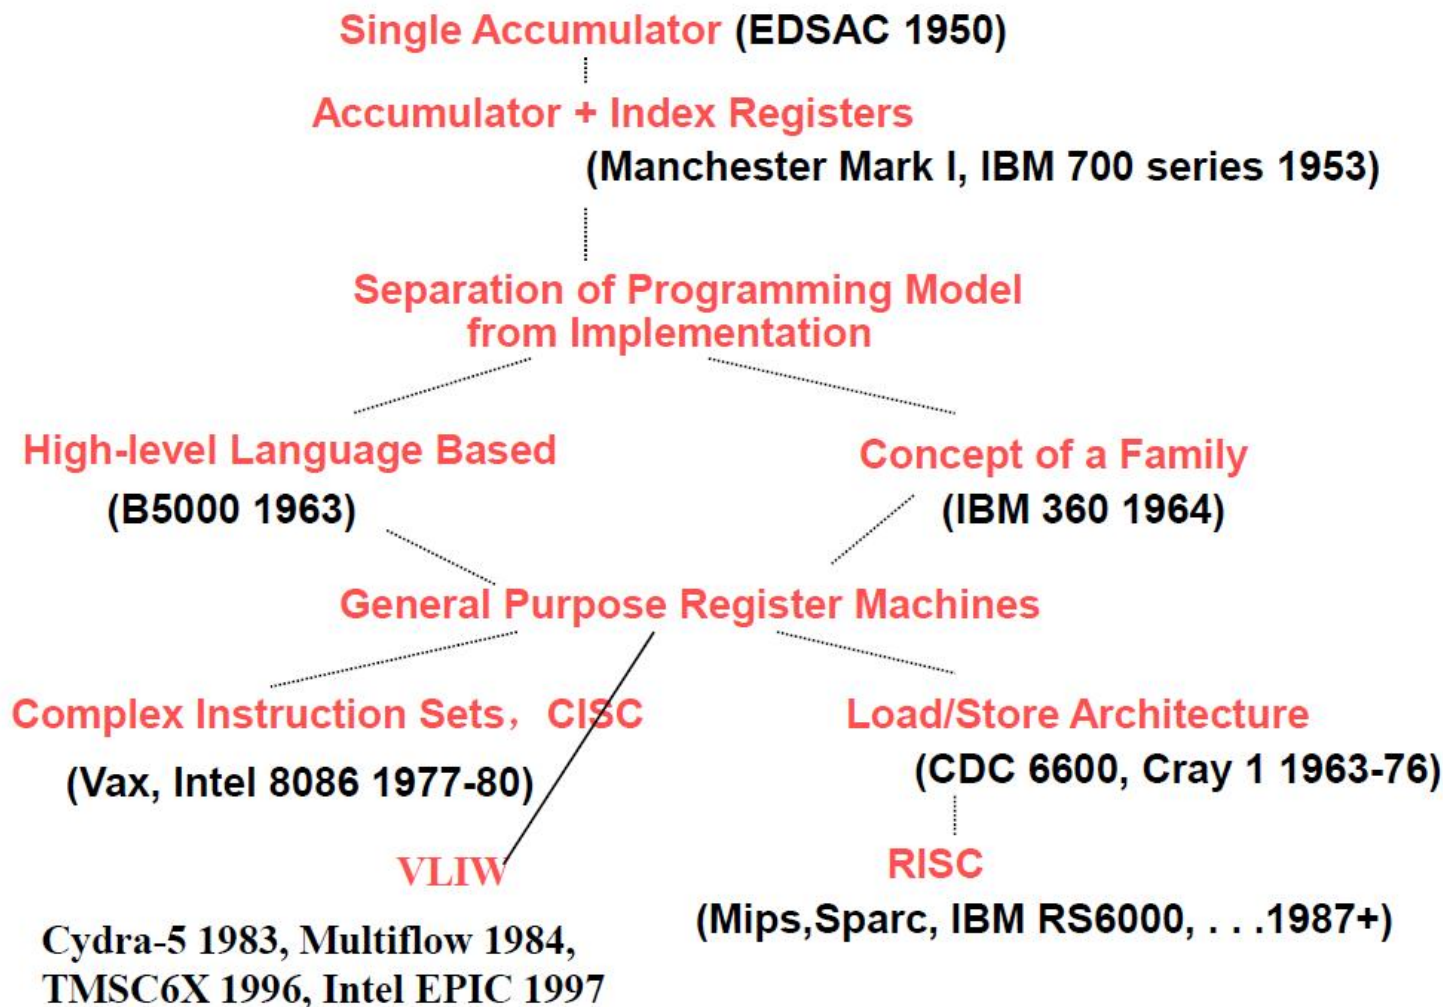 Single Accumulator (EDSAC 1950)
Accumulator + Index Registers
(Manchester Mark I, IBM 700 series 1953)
Separation of Programming Model
from Implementation
High-level Language Based
(B5000 1963)
Concept of a Family
(IBM 360 1964)
General Purpose Register Machines
Complex Instruction Sets，CISC
(Vax, Intel 8086 1977-80)
Load/Store Architecture
(CDC 6600, Cray 1 1963-76)
VLIW
Cydra-5 1983, Multiflow 1984,
TMSC6X 1996, Intel EPIC 1997
RISC
(Mips,Sparc, IBM RS6000, . . .1987+)